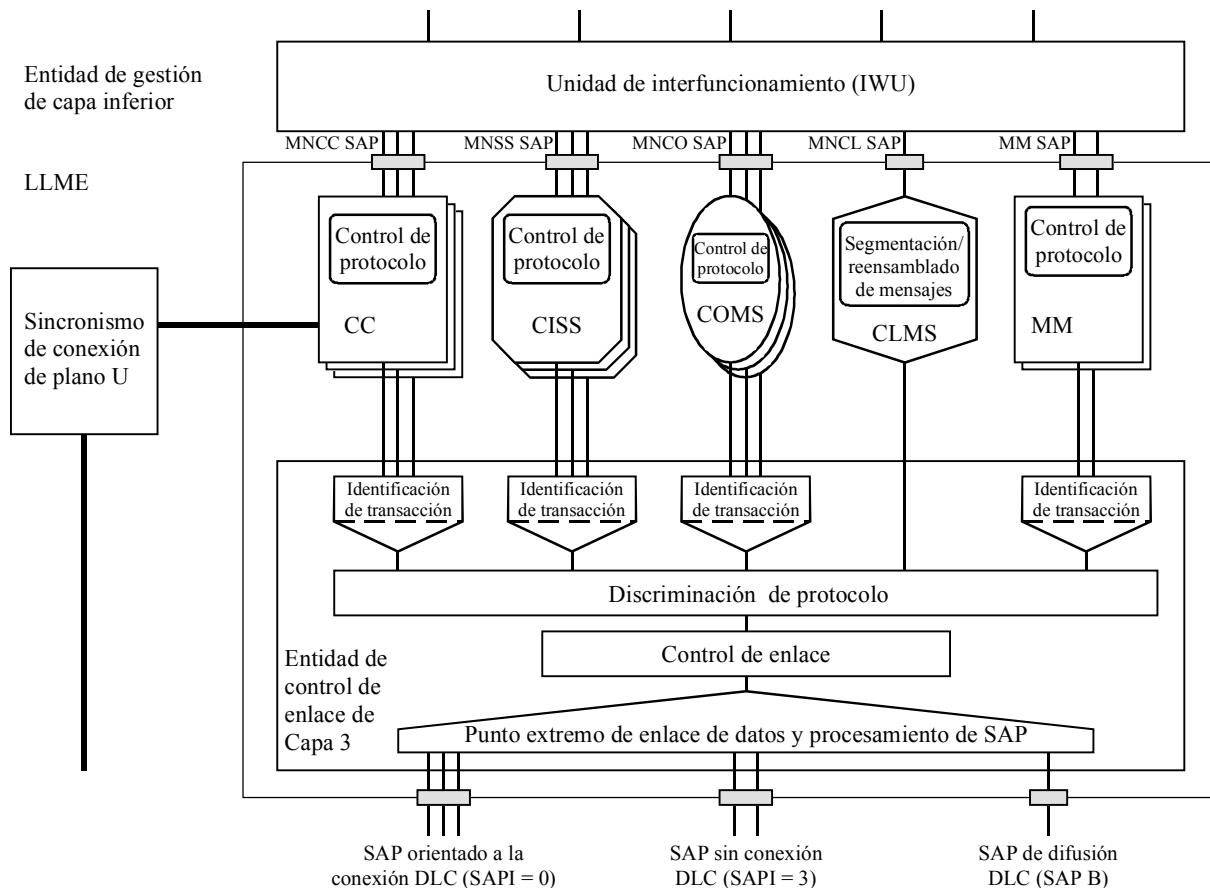 Entidad de gestión
de capa inferior
Unidad de interfuncionamiento (IWU)
MNCC SAP
MNSS SAP
MNCO SAP
MNCL SAP
MM SAP
LLME
Control de
protocolo
CC
Control de
protocolo
CISS
Control de
protocolo
COMS
Segmentación/
reensamblado
de mensajes
CLMS
Control de
protocolo
MM
Sincronismo
de conexión
de plano U
Identificación
de transacción
Identificación
de transacción
Identificación
de transacción
Identificación
de transacción
Discriminación de protocolo
Control de enlace
Entidad de
control de
enlace de
Capa 3
Punto extremo de enlace de datos y procesamiento de SAP
SAP orientado a la
conexión DLC (SAPI = 0)
SAP sin conexión
DLC (SAPI = 3)
SAP de difusión
DLC (SAP B)